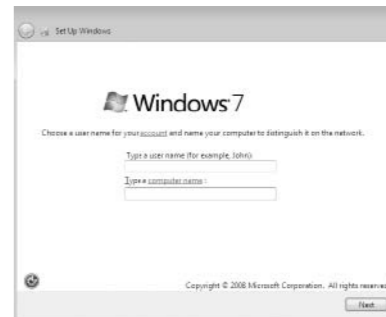 Set Up Windows
Windows 7
Choose a user name for your account and name your computer to distinguish it on the network.
Type a user name (for example, John):
Type a computer name :
Copyright © 2008 Microsoft Corporation. All rights reserve
Next